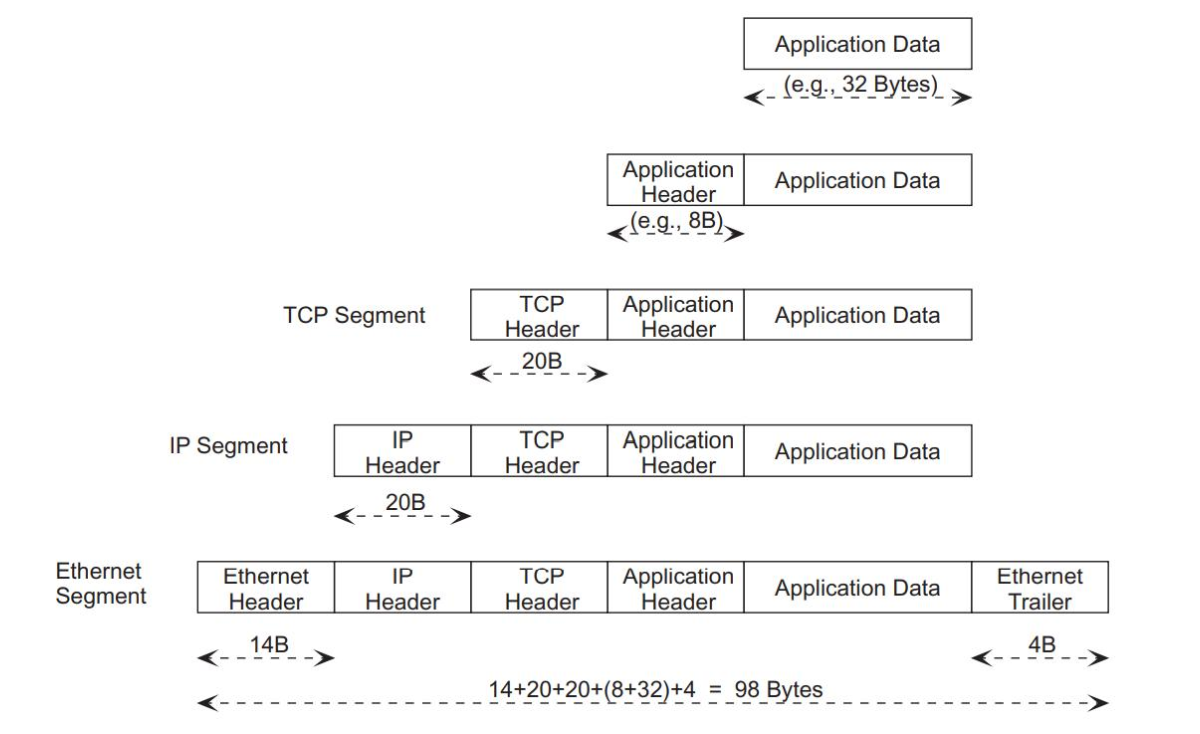 Application Data
(e.g., 32 Bytes)
Application
Header
Application Data
(e.g., 8B)
TCP Segment
TCP
Header
Application
Header
Application Data
20B
IP Segment
IP
Header
TCP
Header
Application
Header
Application Data
20B
Ethernet
Segment
Ethernet
Header
IP
Header
TCP
Header
Application
Header
Application Data
Ethernet
Trailer
14B
4B
14+20+20+(8+32)+4 = 98 Bytes